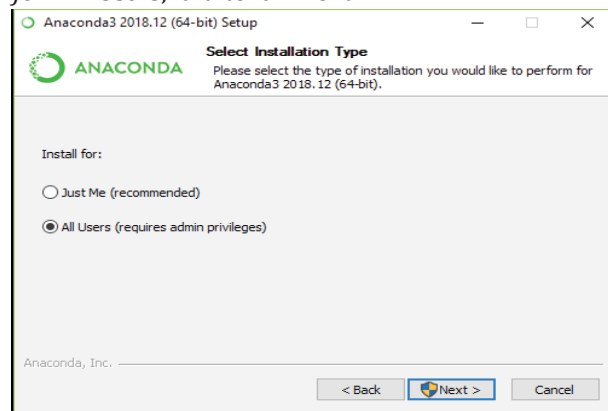 Anaconda3 2018.12 (64-bit) Setup
ANACONDA
Select Installation Type
Please select the type of installation you would like to perform for
Anaconda3 2018.12 (64-bit).
Install for:
Just Me (recommended)
All Users (requires admin privileges)
Anaconda, Inc.
< Back
Next >
Cancel